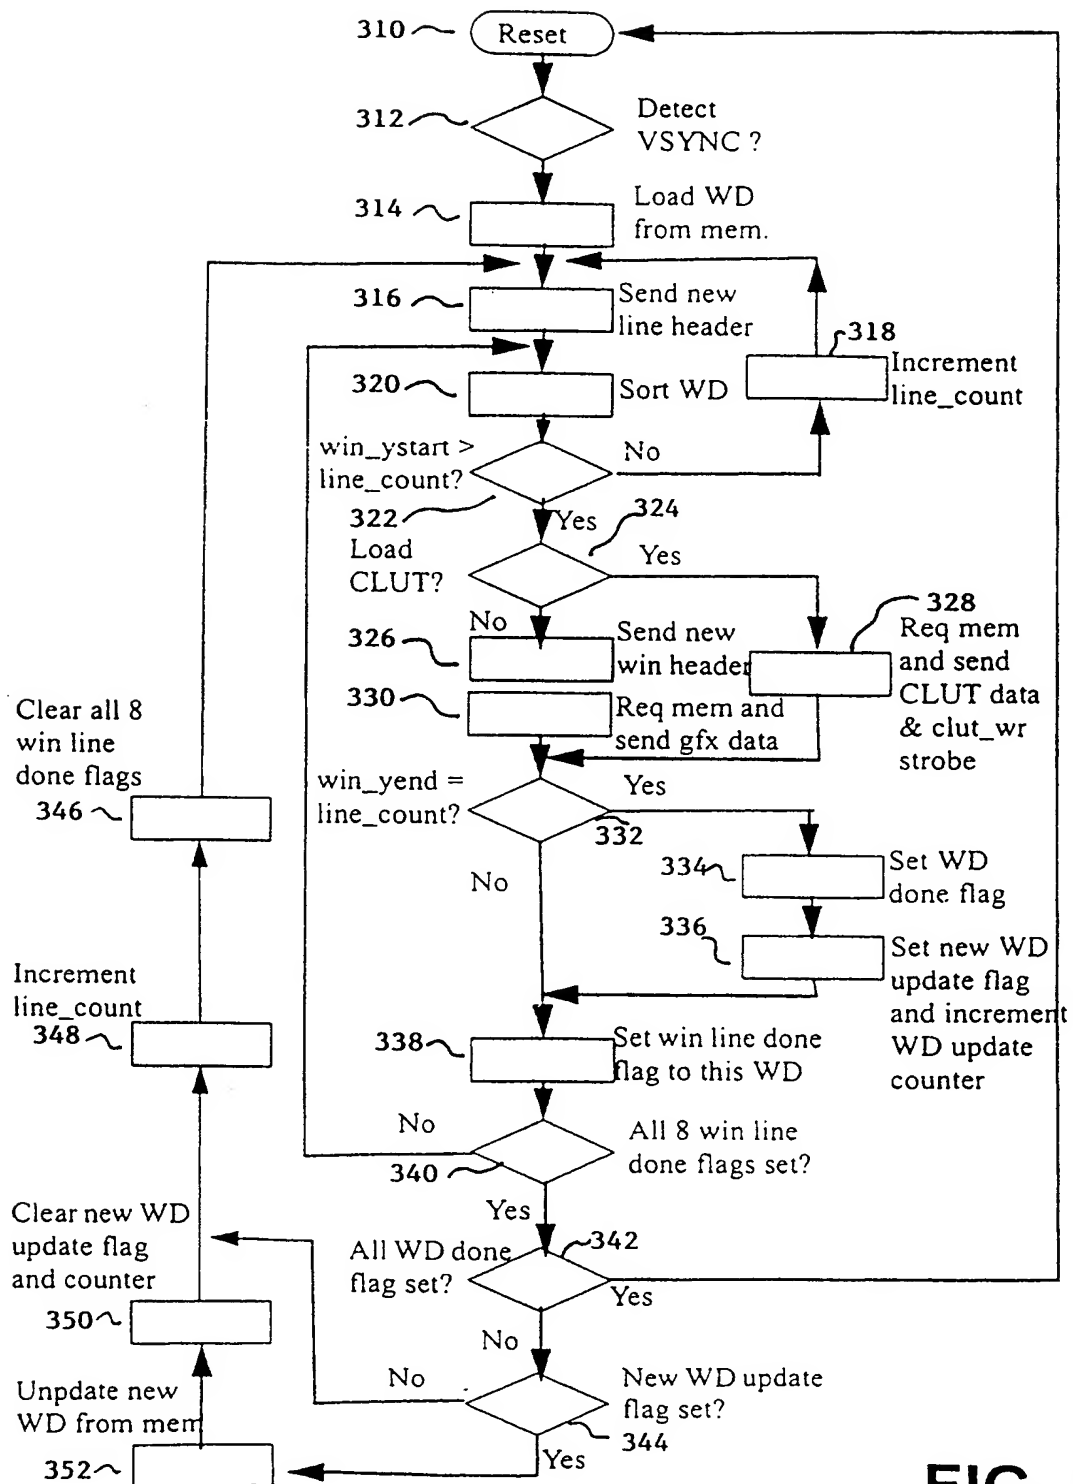 310
Reset
312
Detect
VSYNC ?
314
Load WD
from mem.
316
Send new
line header
318
Increment
line_count
320
Sort WD
win_ystart >
line_count?
No
322
Yes
324
Load
CLUT?
Yes
No
326
Send new
win header
328
Req mem
and send
CLUT data
& clut_wr
strobe
330
Req mem and
send gfx data
Clear all 8
win line
done flags
346
win_yend =
line_count?
Yes
332
No
334
Set WD
done flag
336
Set new WD
update flag
and increment
WD update
counter
Increment
line_count
348
338
Set win line done
flag to this WD
No
340
All 8 win line
done flags set?
Yes
Clear new WD
update flag
and counter
350
All WD done
flag set?
342
Yes
No
No
New WD update
flag set?
344
Unpdate new
WD from mem
352
Yes
FIG